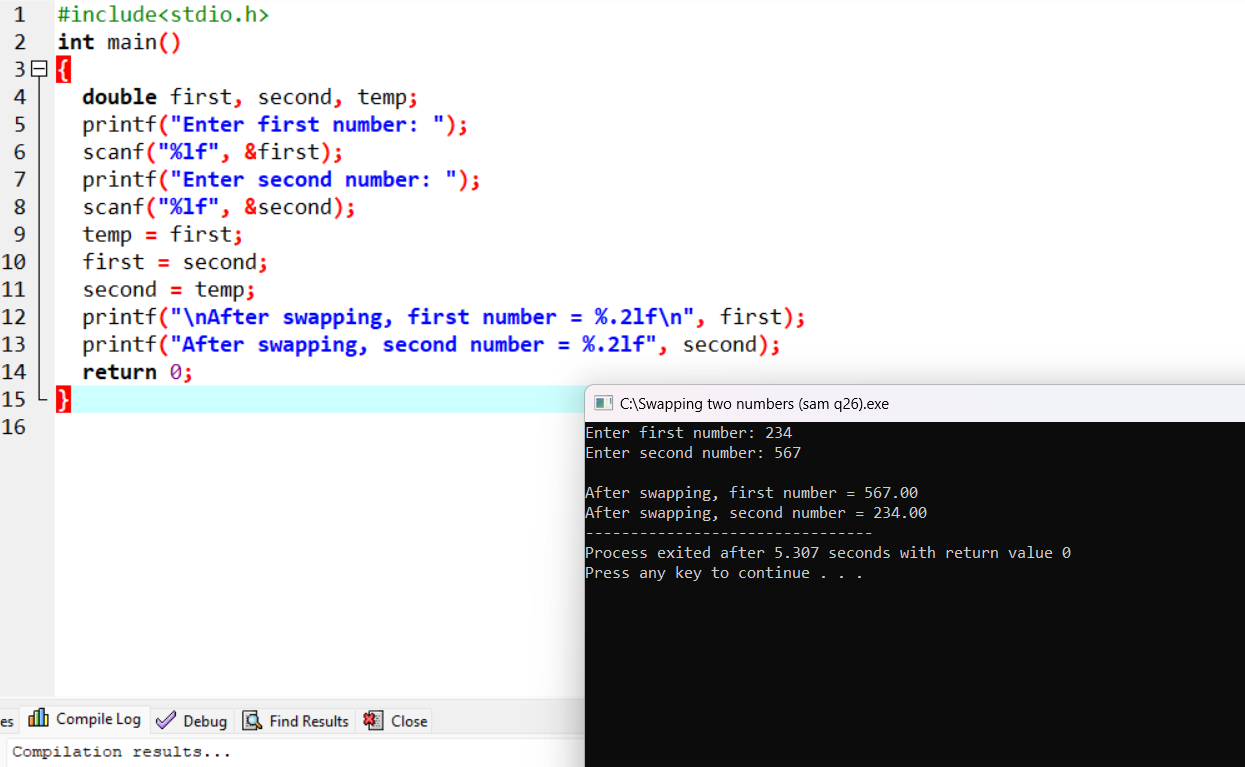 1 #include<stdio.h>
2 int main()
3 {
4 double first, second, temp;
5 printf("Enter first number: ");
6 scanf("%lf", &first);
7 printf("Enter second number: ");
8 scanf("%lf", &second);
9 temp = first;
10 first = second;
11 second = temp;
12 printf("\nAfter swapping, first number = %.2lf\n", first);
13 printf("After swapping, second number = %.2lf", second);
14 return 0;
15 }
16
C:\Swapping two numbers (sam q26).exe
Enter first number: 234
Enter second number: 567
After swapping, first number = 567.00
After swapping, second number = 234.00
--------------------------------
Process exited after 5.307 seconds with return value 0
Press any key to continue . . .
es Compile Log Debug Find Results Close
Compilation results...